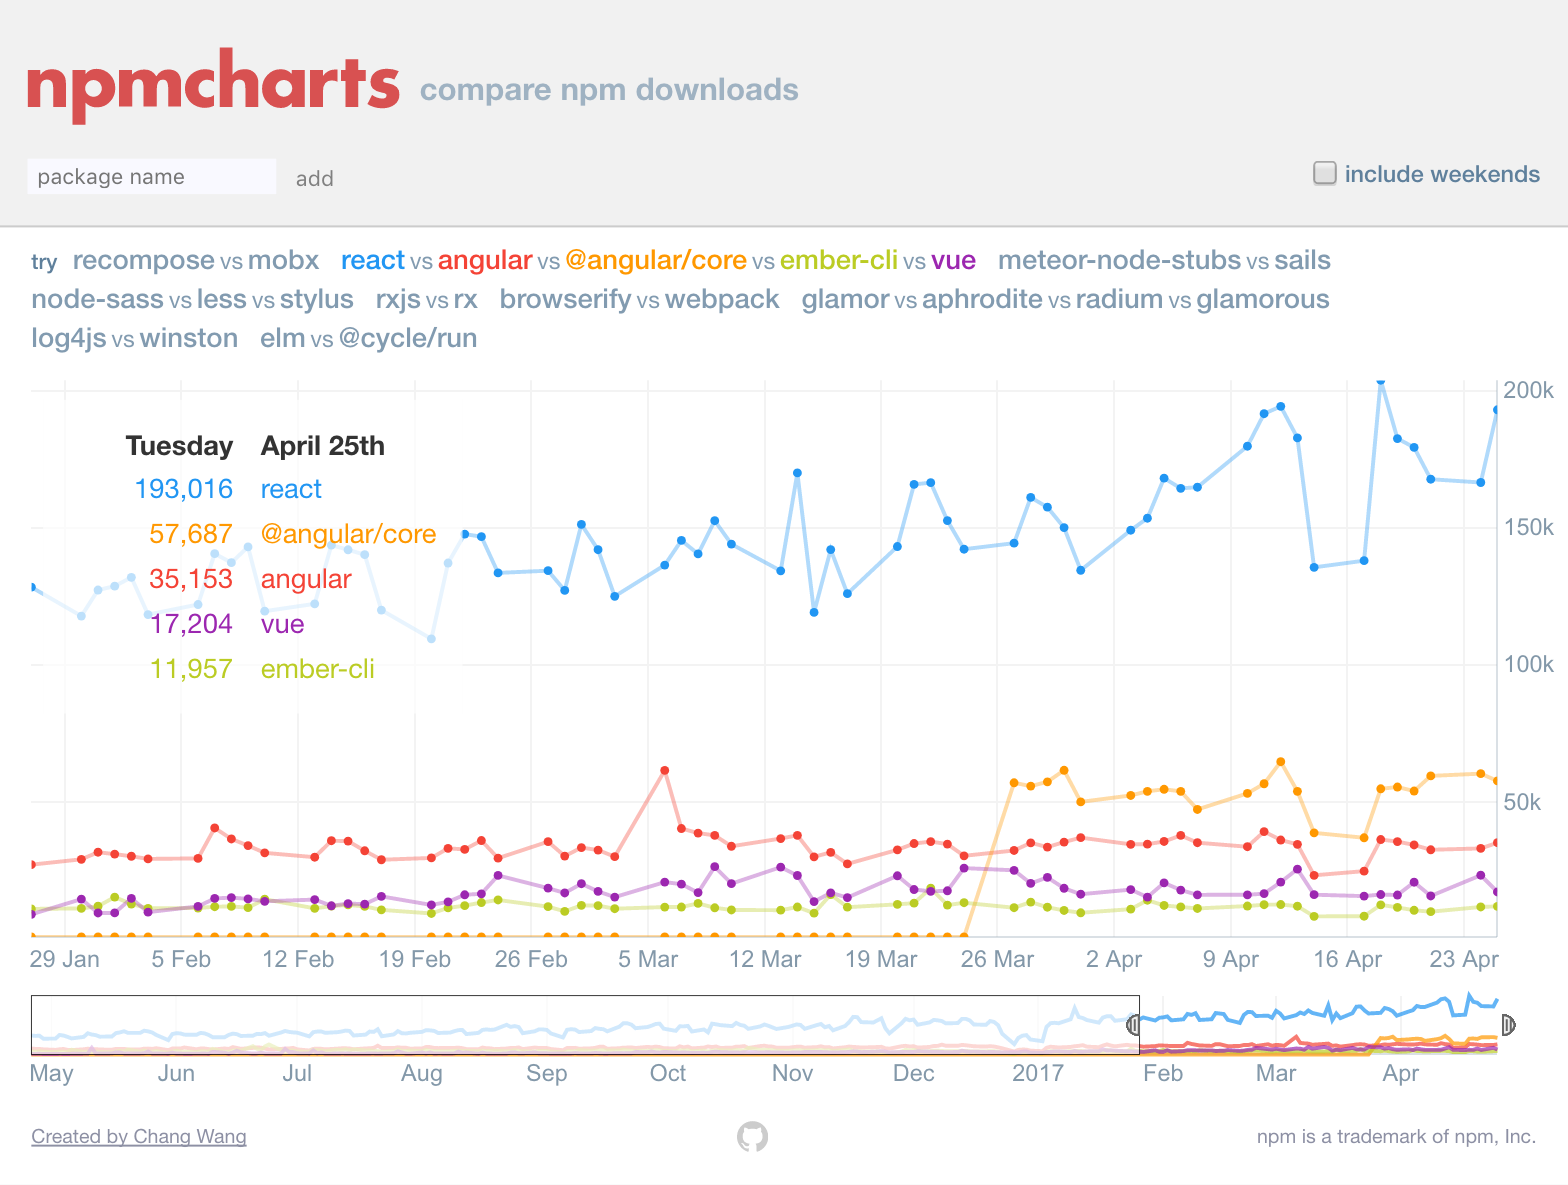 npmcharts compare npm downloads
package name add include weekends
try recompose vs mobx react vs angular vs @angular/core vs ember-cli vs vue meteor-node-stubs vs sails
node-sass vs less vs stylus rxjs vs rx browserify vs webpack glamor vs aphrodite vs radium vs glamorous
log4js vs winston elm vs @cycle/run
200k
Tuesday April 25th
193,016 react
57,687 @angular/core
150k
35,153 angular
17,204 vue
11,957 ember-cli
100k
50k
29 Jan 5 Feb 12 Feb 19 Feb 26 Feb 5 Mar 12 Mar 19 Mar 26 Mar 2 Apr 9 Apr 16 Apr 23 Apr
May Jun Jul Aug Sep Oct Nov Dec 2017 Feb Mar Apr
Created by Chang Wang npm is a trademark of npm, Inc.